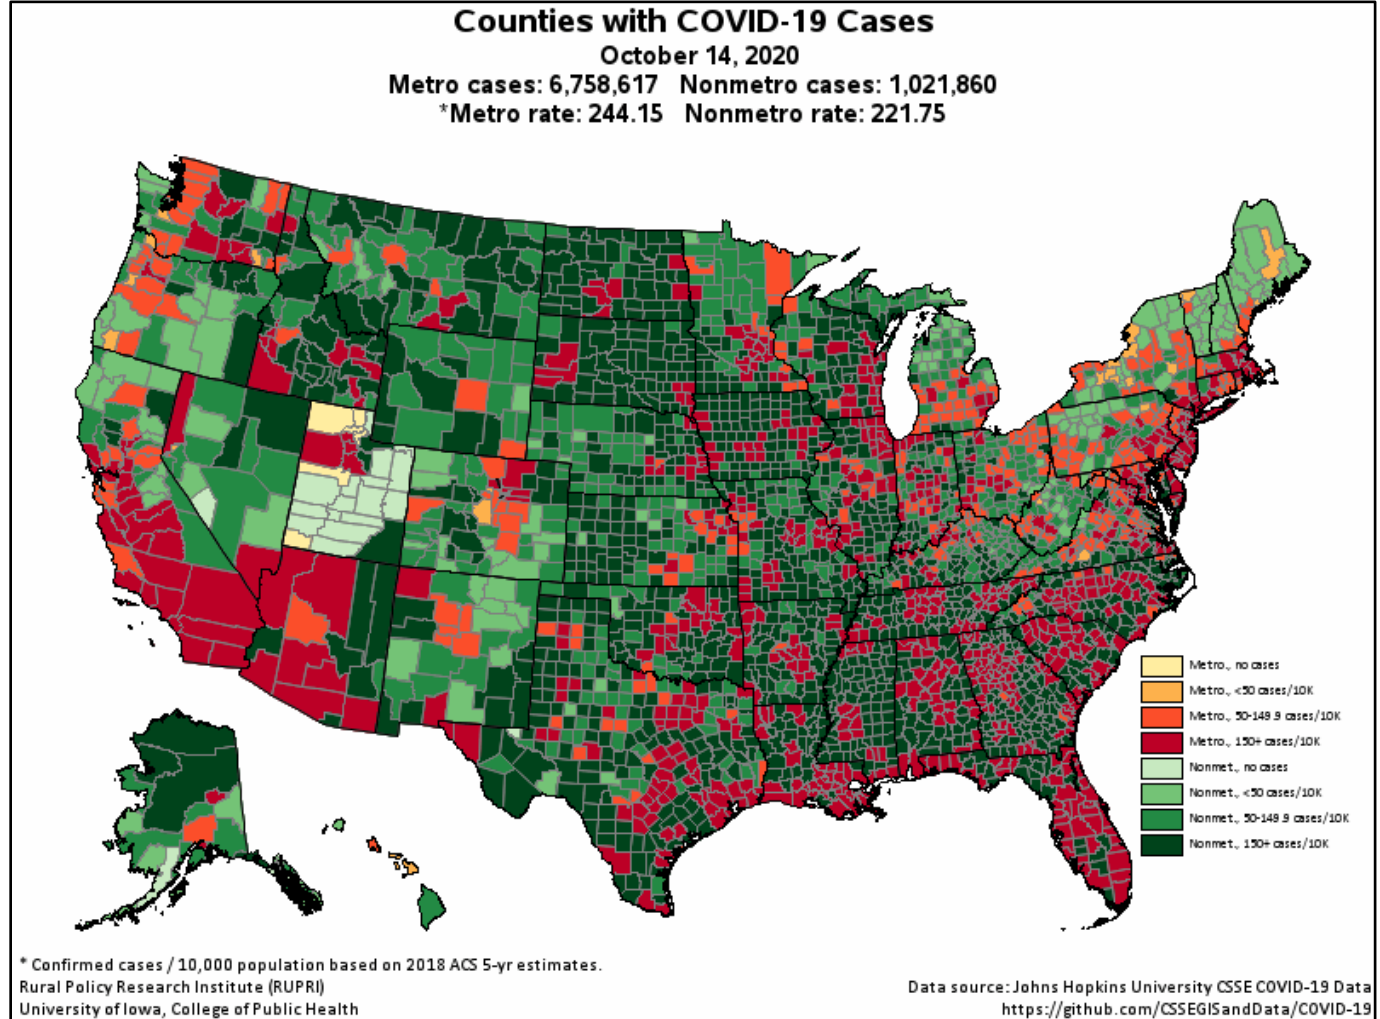 Counties with COVID-19 Cases
October 14, 2020
Metro cases: 6,758,617   Nonmetro cases: 1,021,860
*Metro rate: 244.15   Nonmetro rate: 221.75
Metro., no cases
Metro., <50 cases/10K
Metro., 50-149.9 cases/10K
Metro., 150+ cases/10K
Nonmet., no cases
Nonmet., <50 cases/10K
Nonmet., 50-149.9 cases/10K
Nonmet., 150+ cases/10K
* Confirmed cases / 10,000 population based on 2018 ACS 5-yr estimates.
Rural Policy Research Institute (RUPRI)
University of Iowa, College of Public Health
Data source: Johns Hopkins University CSSE COVID-19 Data
https://github.com/CSSEGISandData/COVID-19